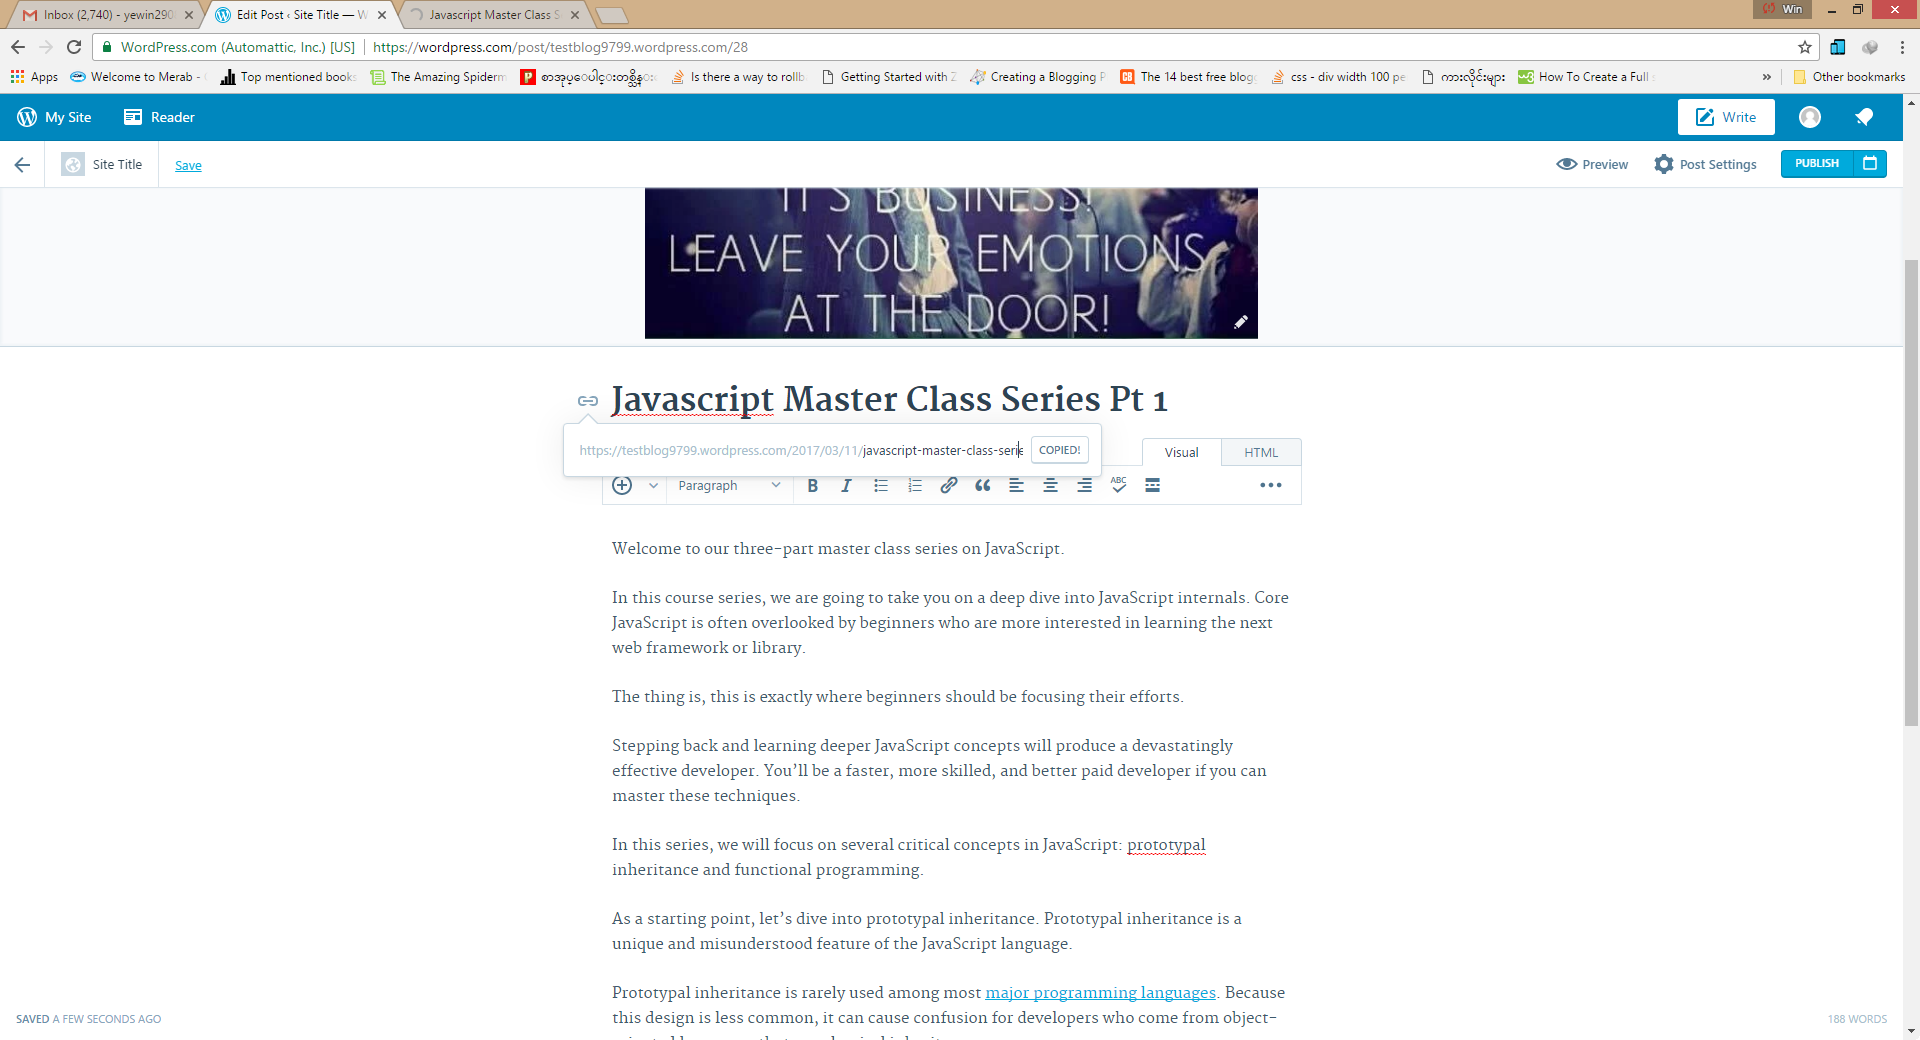 Inbox (2,740) - yewin290
Edit Post ‹ Site Title — W
Javascript Master Class S
Win
WordPress.com (Automattic, Inc.) [US]
https://wordpress.com/post/testblog9799.wordpress.com/28
Apps
Welcome to Merab -
Top mentioned books
The Amazing Spiderm
Is there a way to rollb
Getting Started with Z
Creating a Blogging P
The 14 best free blog
css - div width 100 pe
How To Create a Full s
»
Other bookmarks
My Site
Reader
Write
Site Title
Save
Preview
Post Settings
PUBLISH
IT'S BUSINESS!
LEAVE YOUR EMOTIONS
AT THE DOOR!
Javascript Master Class Series Pt 1
https://testblog9799.wordpress.com/2017/03/11/javascript-master-class-serie
COPIED!
Visual
HTML
Paragraph
B
I
ABC
Welcome to our three-part master class series on JavaScript.
In this course series, we are going to take you on a deep dive into JavaScript internals. Core
JavaScript is often overlooked by beginners who are more interested in learning the next
web framework or library.
The thing is, this is exactly where beginners should be focusing their efforts.
Stepping back and learning deeper JavaScript concepts will produce a devastatingly
effective developer. You’ll be a faster, more skilled, and better paid developer if you can
master these techniques.
In this series, we will focus on several critical concepts in JavaScript: prototypal
inheritance and functional programming.
As a starting point, let’s dive into prototypal inheritance. Prototypal inheritance is a
unique and misunderstood feature of the JavaScript language.
Prototypal inheritance is rarely used among most major programming languages. Because
this design is less common, it can cause confusion for developers who come from object-
SAVED A FEW SECONDS AGO
188 WORDS